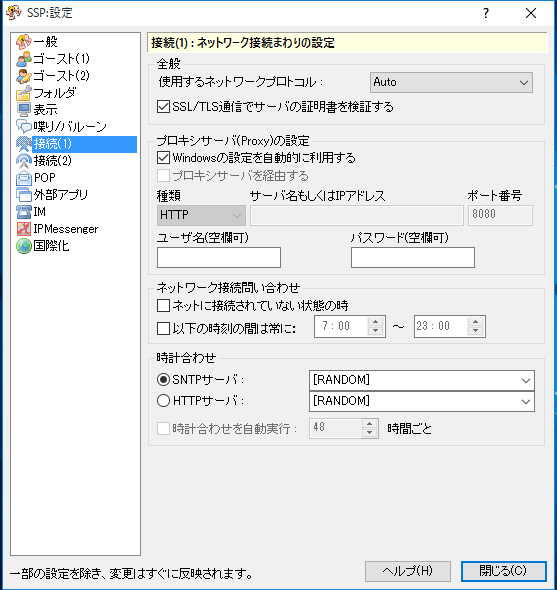 SSP:設定
一般
ゴースト(1)
ゴースト(2)
フォルダ
表示
喋り/バルーン
接続(1)
接続(2)
POP
外部アプリ
IM
IPMessenger
国際化
接続(1) : ネットワーク接続まわりの設定
全般
使用するネットワークプロトコル : Auto
SSL/TLS通信でサーバの証明書を検証する
プロキシサーバ(Proxy)の設定
Windowsの設定を自動的に利用する
プロキシサーバを経由する
種類 サーバ名もしくはIPアドレス ポート番号
HTTP 8080
ユーザ名(空欄可) パスワード(空欄可)
ネットワーク接続問い合わせ
ネットに接続されていない状態の時
以下の時刻の間は常に: 7:00 ～ 23:00
時計合わせ
SNTPサーバ : [RANDOM]
HTTPサーバ : [RANDOM]
時計合わせを自動実行 : 48 時間ごと
一部の設定を除き、変更はすぐに反映されます。
ヘルプ(H) 閉じる(C)